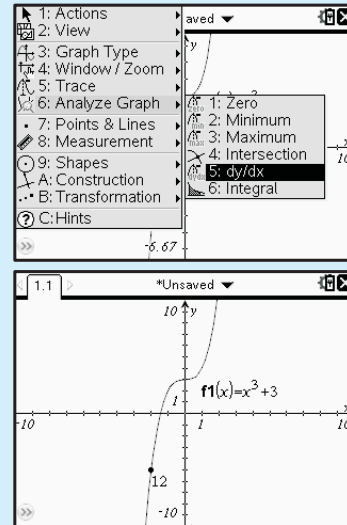 1: Actions
2: View
3: Graph Type
4: Window / Zoom
5: Trace
6: Analyze Graph
7: Points & Lines
8: Measurement
9: Shapes
A: Construction
B: Transformation
C: Hints
aved
y
1: Zero
2: Minimum
3: Maximum
4: Intersection
5: dy/dx
6: Integral
x
10
-6.67
1.1
*Unsaved
10
y
f1(x)=x³+3
1
x
-10
1
10
12
-10